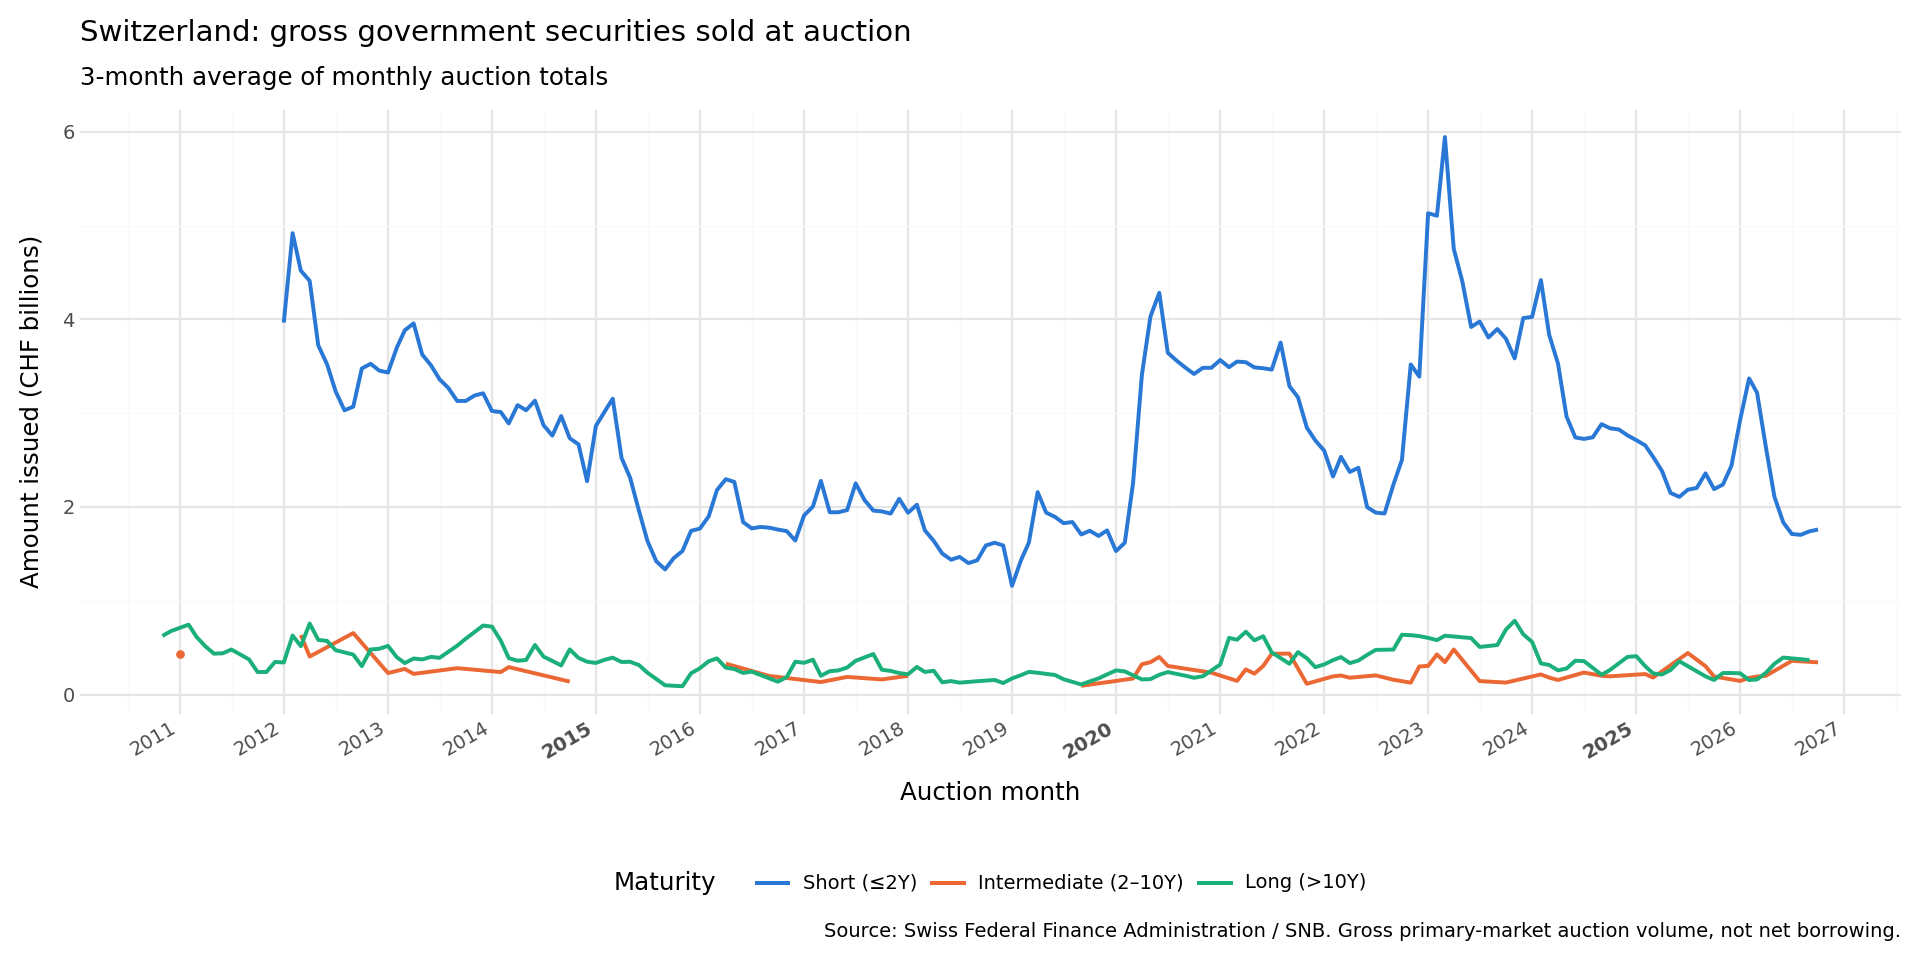 Switzerland: gross government securities sold at auction
3-month average of monthly auction totals
Amount issued (CHF billions)
6
4
2
0
2011
2012
2013
2014
2015
2016
2017
2018
2019
2020
2021
2022
2023
2024
2025
2026
2027
Auction month
Maturity
Short (≤2Y)
Intermediate (2–10Y)
Long (>10Y)
Source: Swiss Federal Finance Administration / SNB. Gross primary-market auction volume, not net borrowing.